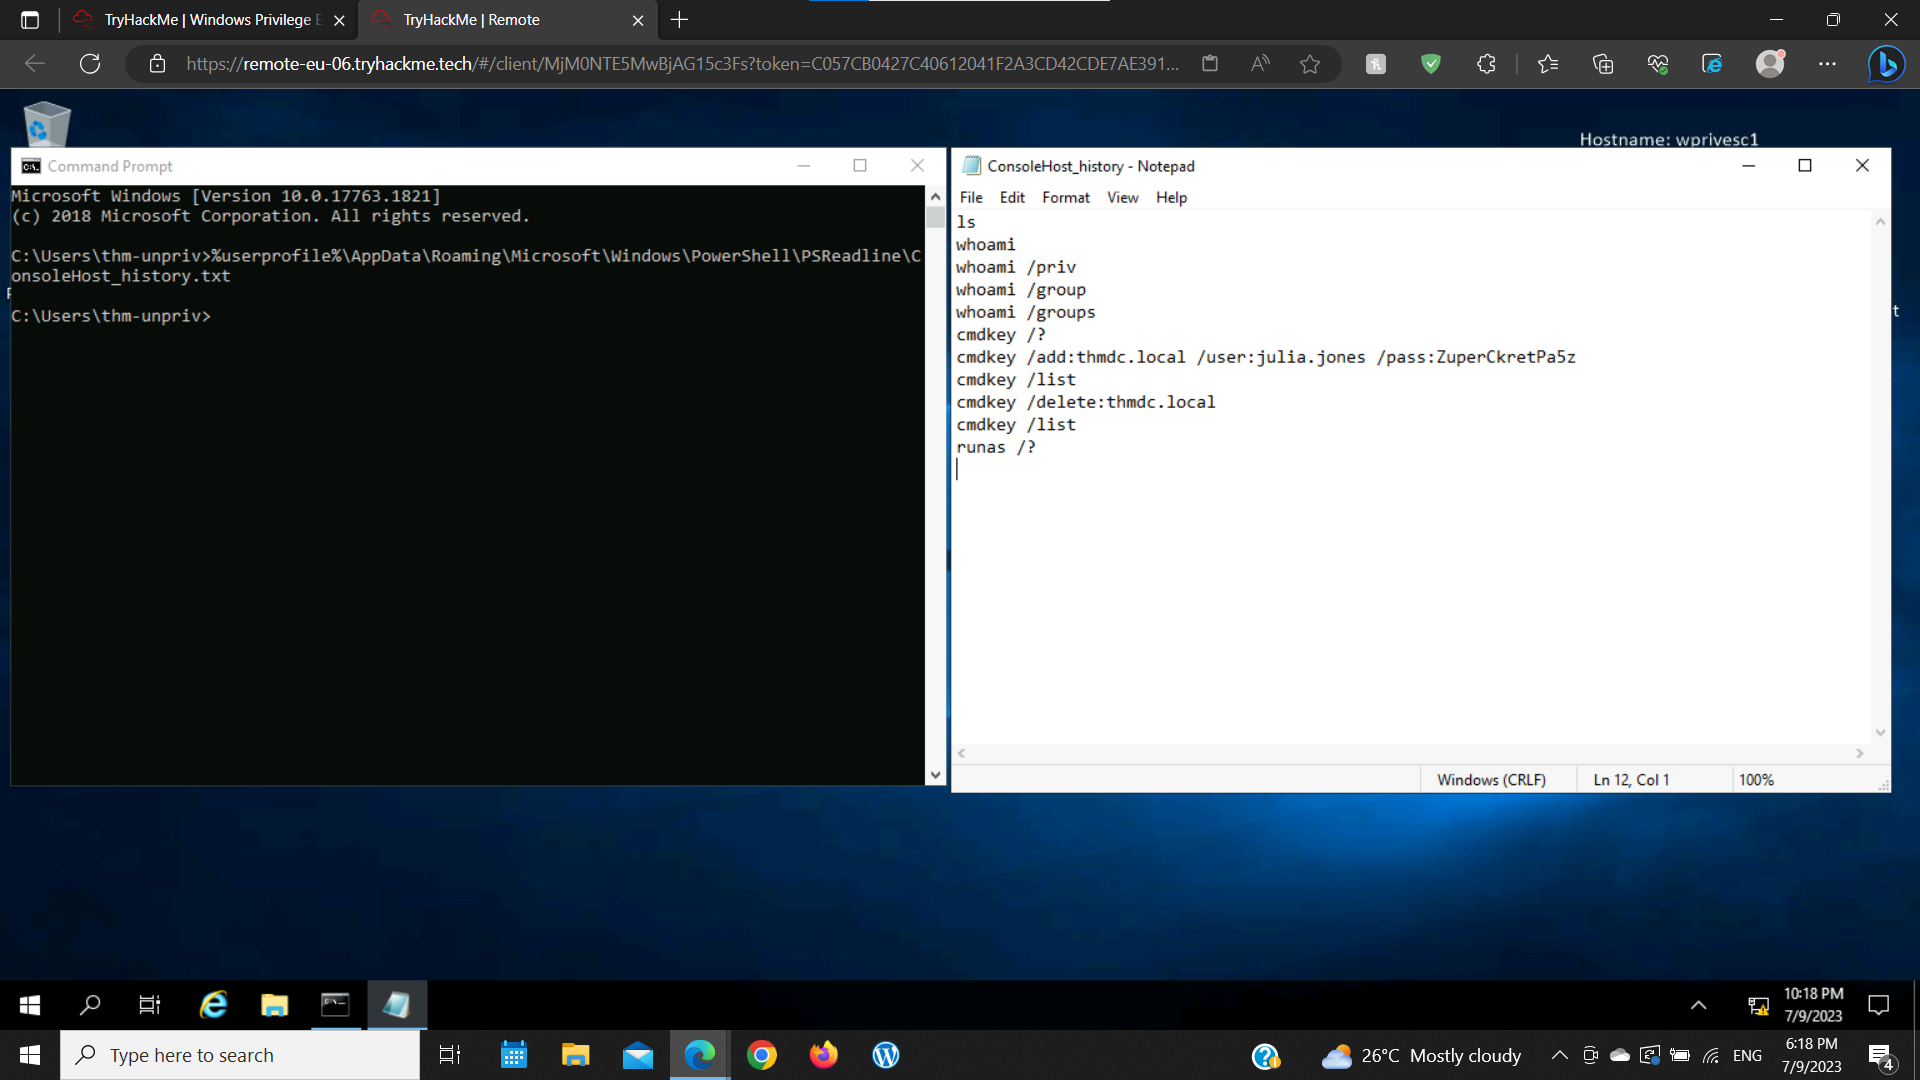 TryHackMe | Windows Privilege E
TryHackMe | Remote
https://remote-eu-06.tryhackme.tech/#/client/MjM0NTE5MwBjAG15c3Fs?token=C057CB0427C40612041F2A3CD42CDE7AE391...
Hostname: wprivesc1
Command Prompt
Microsoft Windows [Version 10.0.17763.1821]
(c) 2018 Microsoft Corporation. All rights reserved.
C:\Users\thm-unpriv>%userprofile%\AppData\Roaming\Microsoft\Windows\PowerShell\PSReadline\C
onsoleHost_history.txt
C:\Users\thm-unpriv>
ConsoleHost_history - Notepad
File Edit Format View Help
ls
whoami
whoami /priv
whoami /group
whoami /groups
cmdkey /?
cmdkey /add:thmdc.local /user:julia.jones /pass:ZuperCkretPa5z
cmdkey /list
cmdkey /delete:thmdc.local
cmdkey /list
runas /?
Windows (CRLF)
Ln 12, Col 1
100%
t
10:18 PM
7/9/2023
Type here to search
26°C Mostly cloudy
ENG
6:18 PM
7/9/2023
4